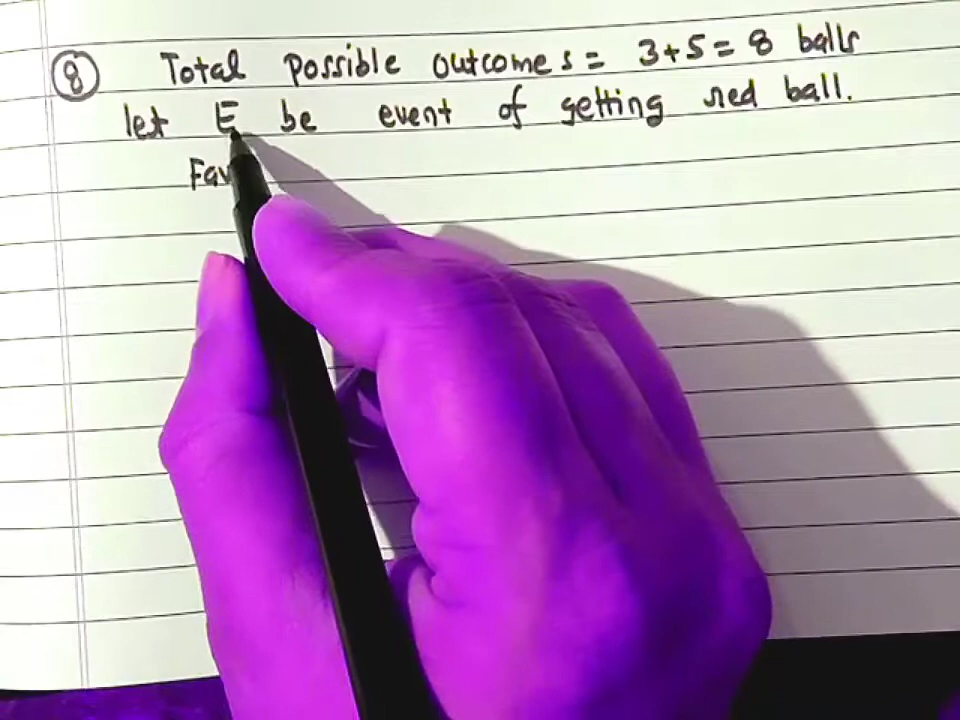 8 Total possible outcomes = 3+5 = 8 balls
let E be event of getting red ball.
Fav